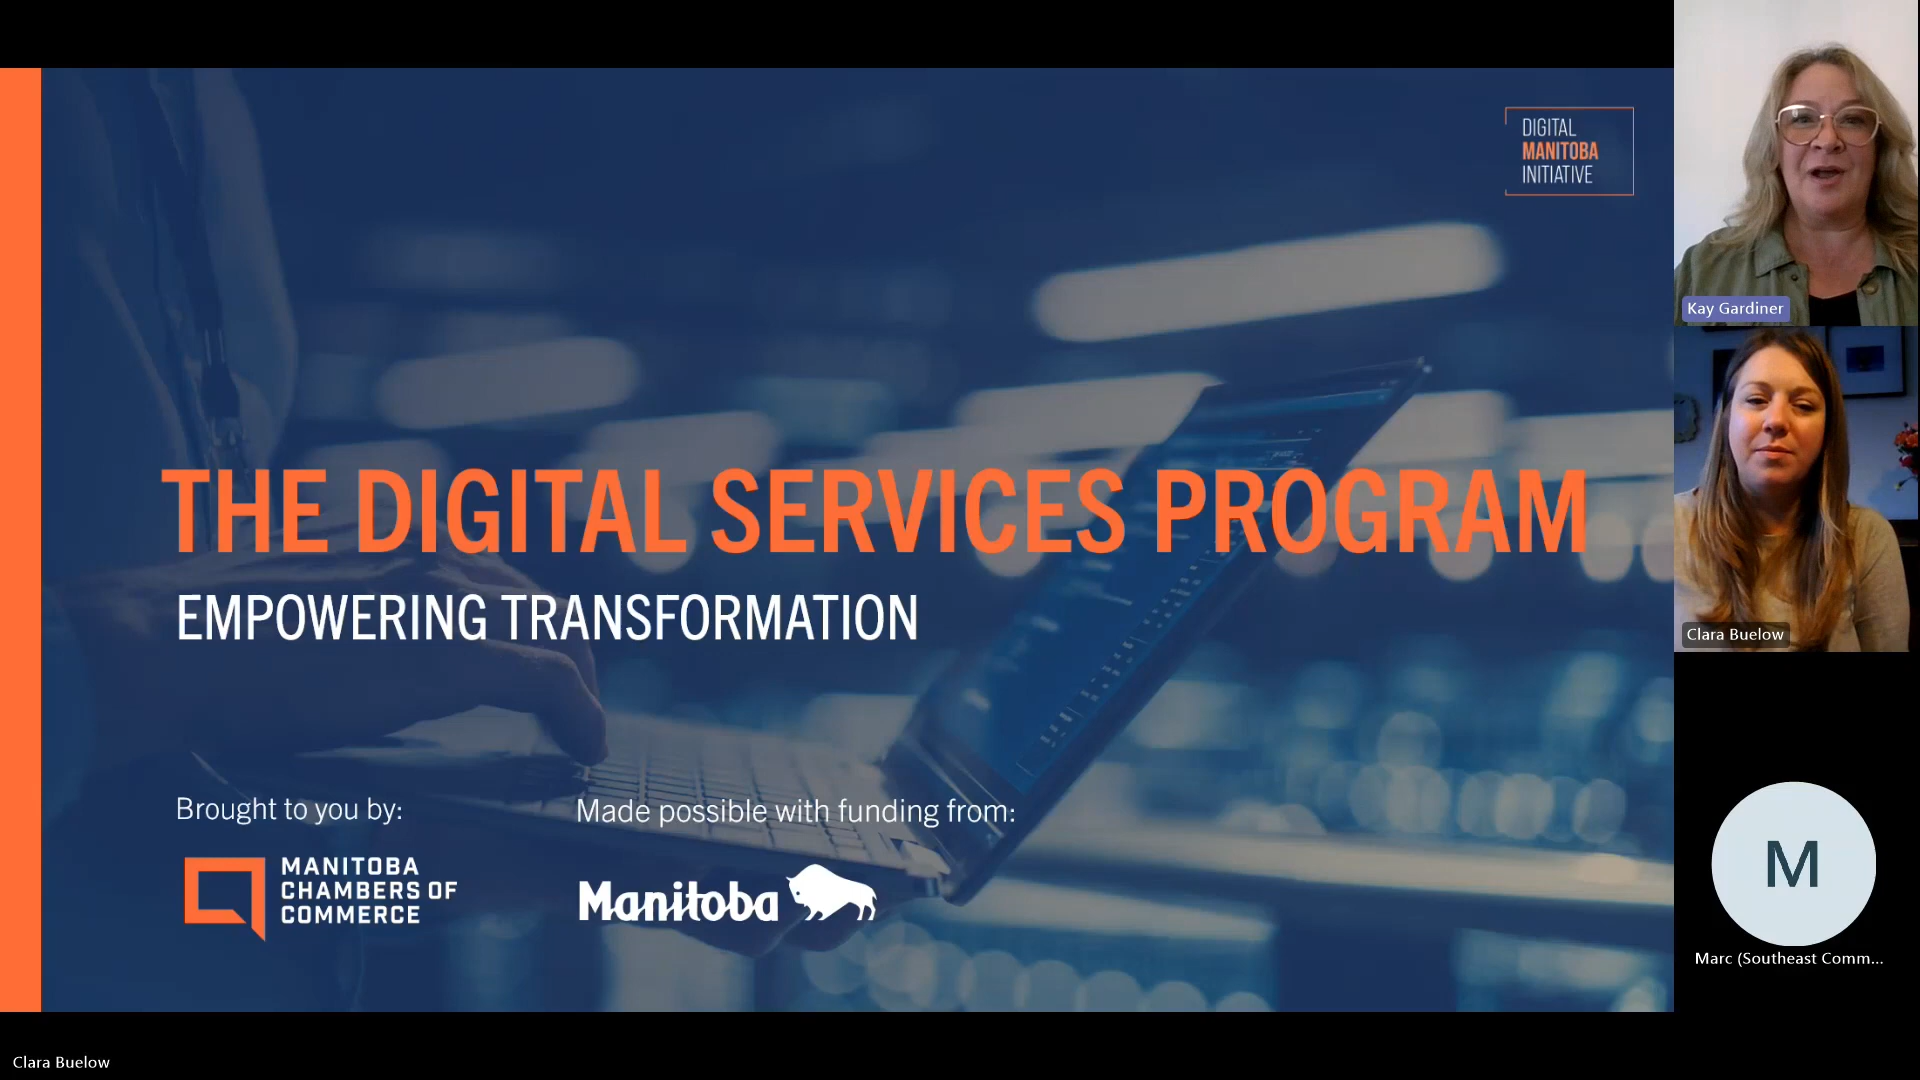 DIGITAL
MANITOBA
INITIATIVE
THE DIGITAL SERVICES PROGRAM
EMPOWERING TRANSFORMATION
Brought to you by:
Made possible with funding from:
MANITOBA
CHAMBERS OF
COMMERCE
Manitoba
Kay Gardiner
Clara Buelow
M
Marc (Southeast Comm...
Clara Buelow